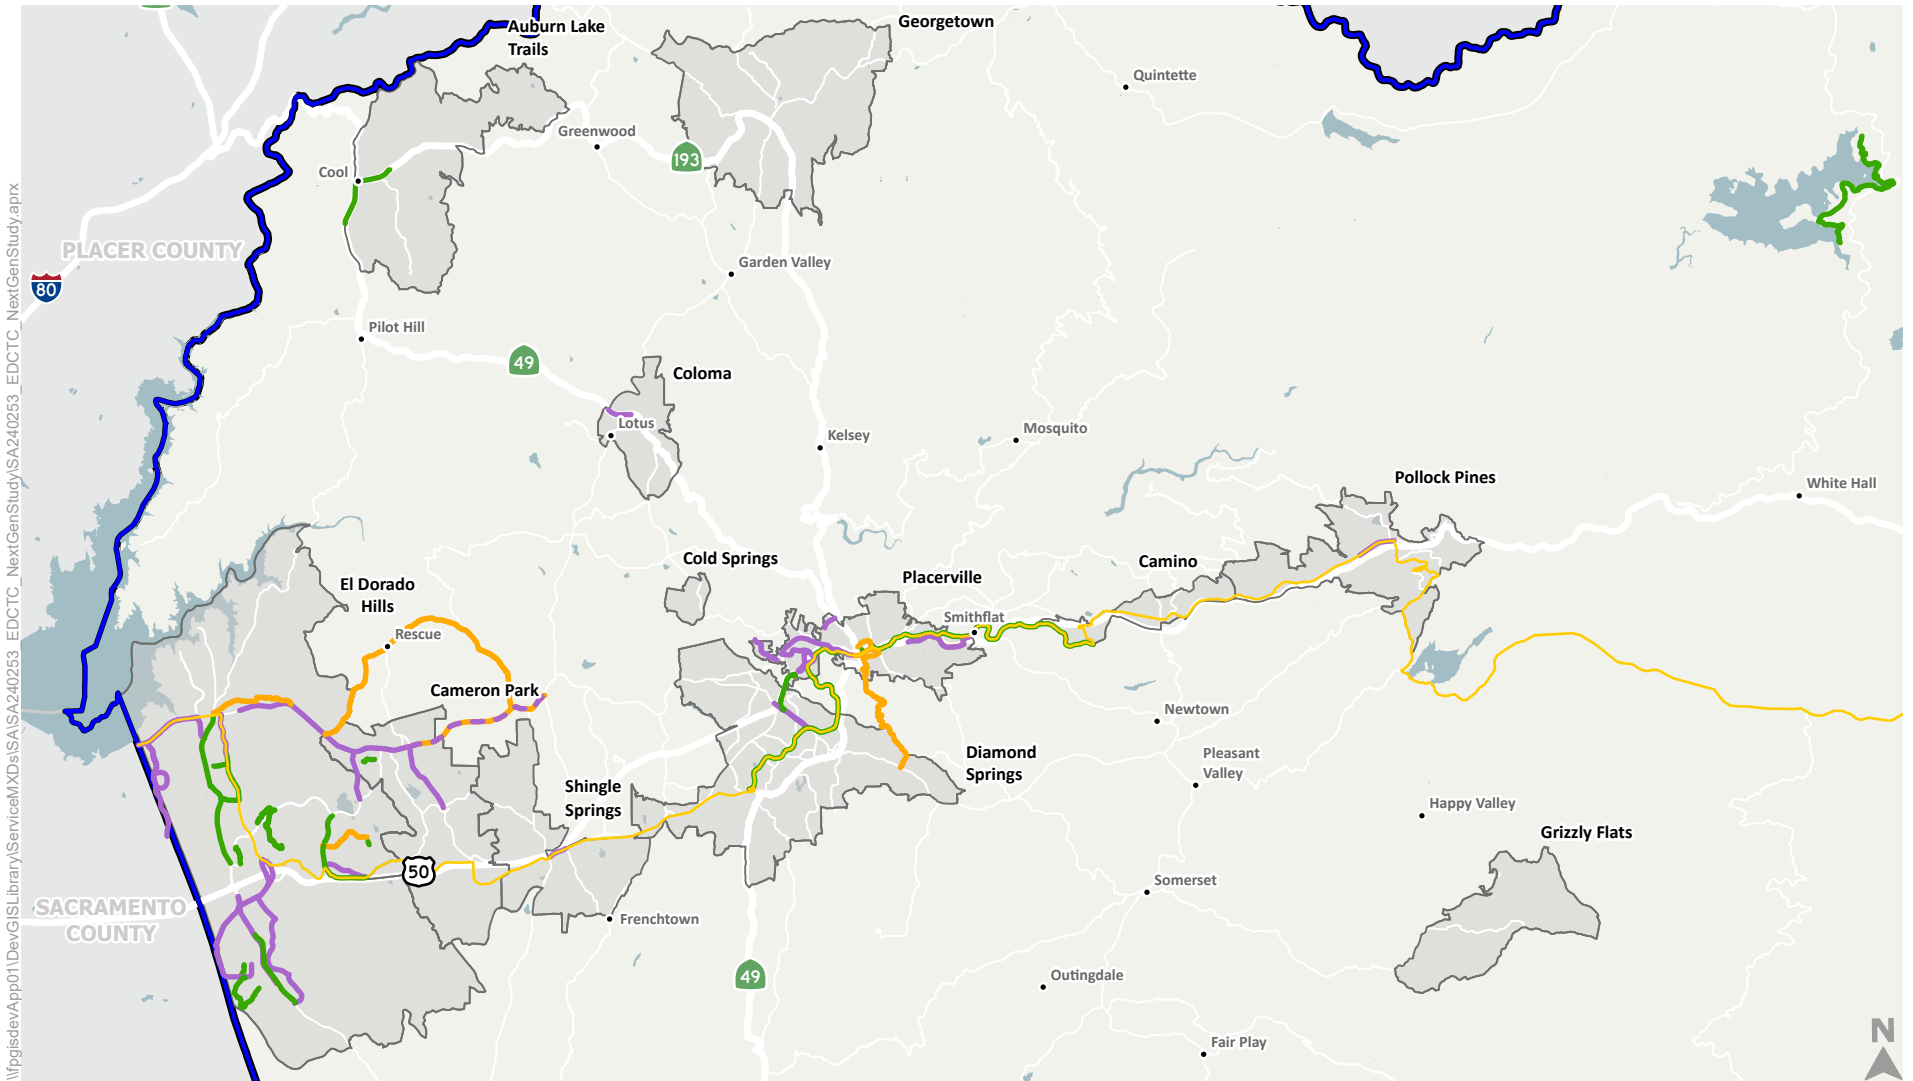 Auburn Lake
Trails
Georgetown
Quintette
Greenwood
193
Cool
PLACER COUNTY
Garden Valley
80
Pilot Hill
49
Coloma
Lotus
Kelsey
Mosquito
Pollock Pines
White Hall
Cold Springs
Camino
El Dorado
Hills
Placerville
Smithflat
Rescue
Cameron Park
Newtown
Diamond
Springs
Pleasant
Valley
Shingle
Springs
Happy Valley
Grizzly Flats
50
Somerset
SACRAMENTO
COUNTY
Frenchtown
49
Outingdale
Fair Play
N
\\fpgisdevApp01\DevGISLibrary\ServiceMXDs\SA\SA240253_EDCTC_NextGenStudy\SA240253_EDCTC_NextGenStudy.aprx